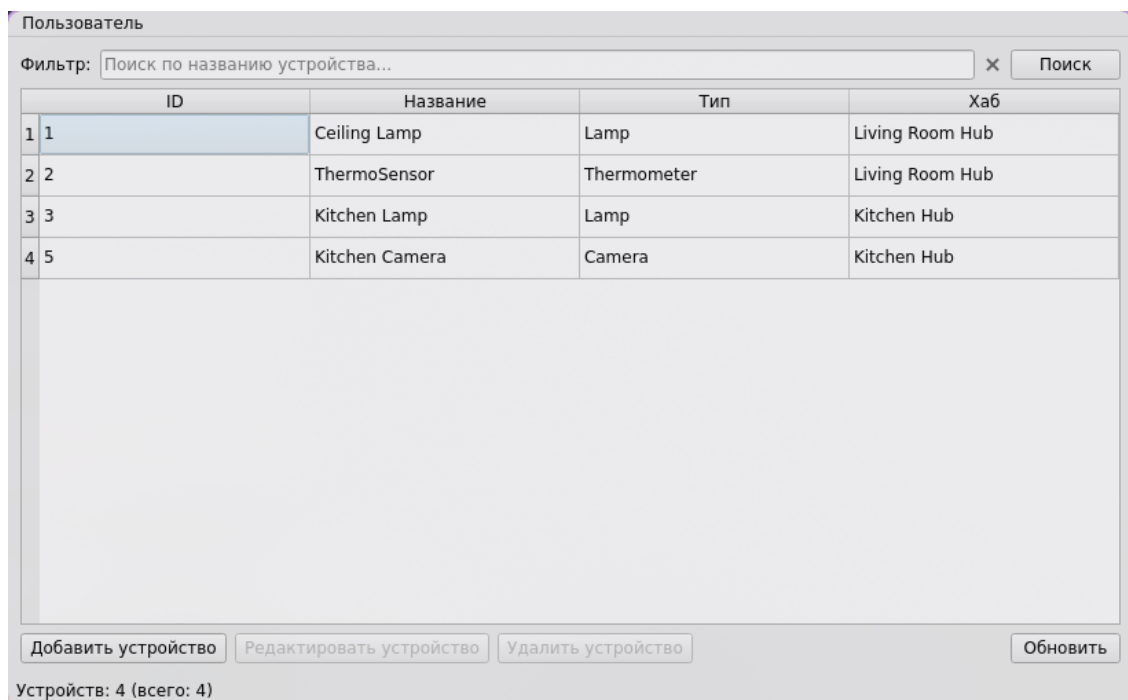 Пользователь
Фильтр: Поиск по названию устройства... × Поиск
ID Название Тип Хаб
1 1 Ceiling Lamp Lamp Living Room Hub
2 2 ThermoSensor Thermometer Living Room Hub
3 3 Kitchen Lamp Lamp Kitchen Hub
4 5 Kitchen Camera Camera Kitchen Hub
Добавить устройство Редактировать устройство Удалить устройство Обновить
Устройств: 4 (всего: 4)